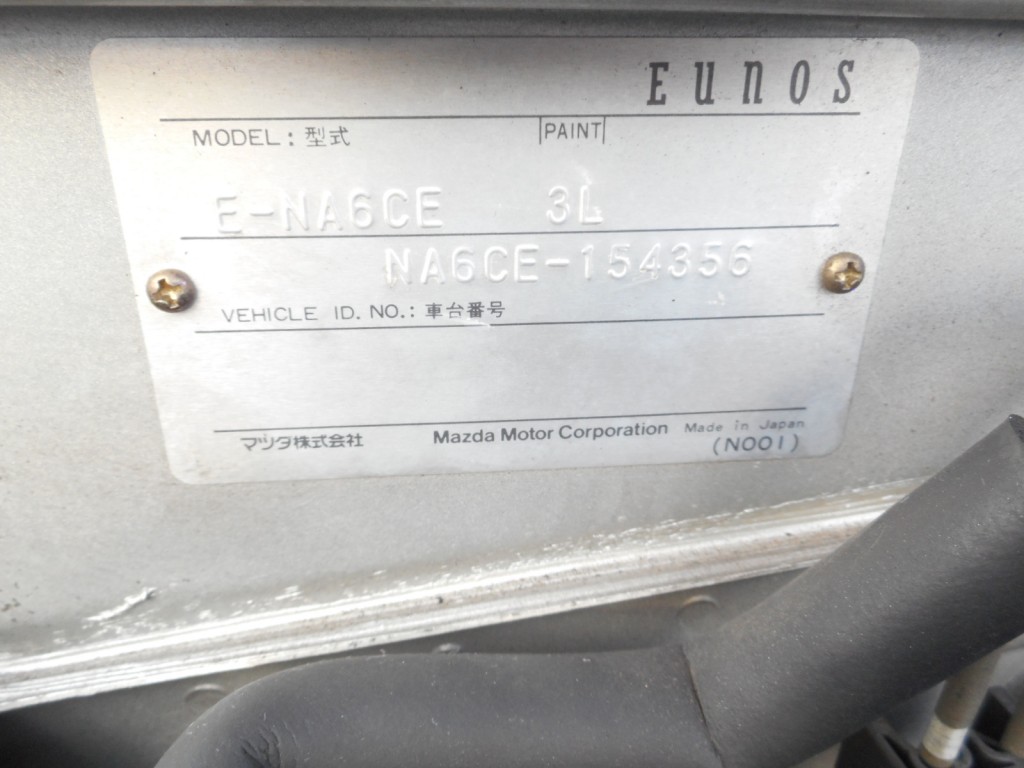 EUNOS
MODEL: 型式 PAINT
E-NA6CE 3L
NA6CE-154356
VEHICLE ID. NO.: 車台番号
マツダ株式会社 Mazda Motor Corporation Made in Japan
(N001)